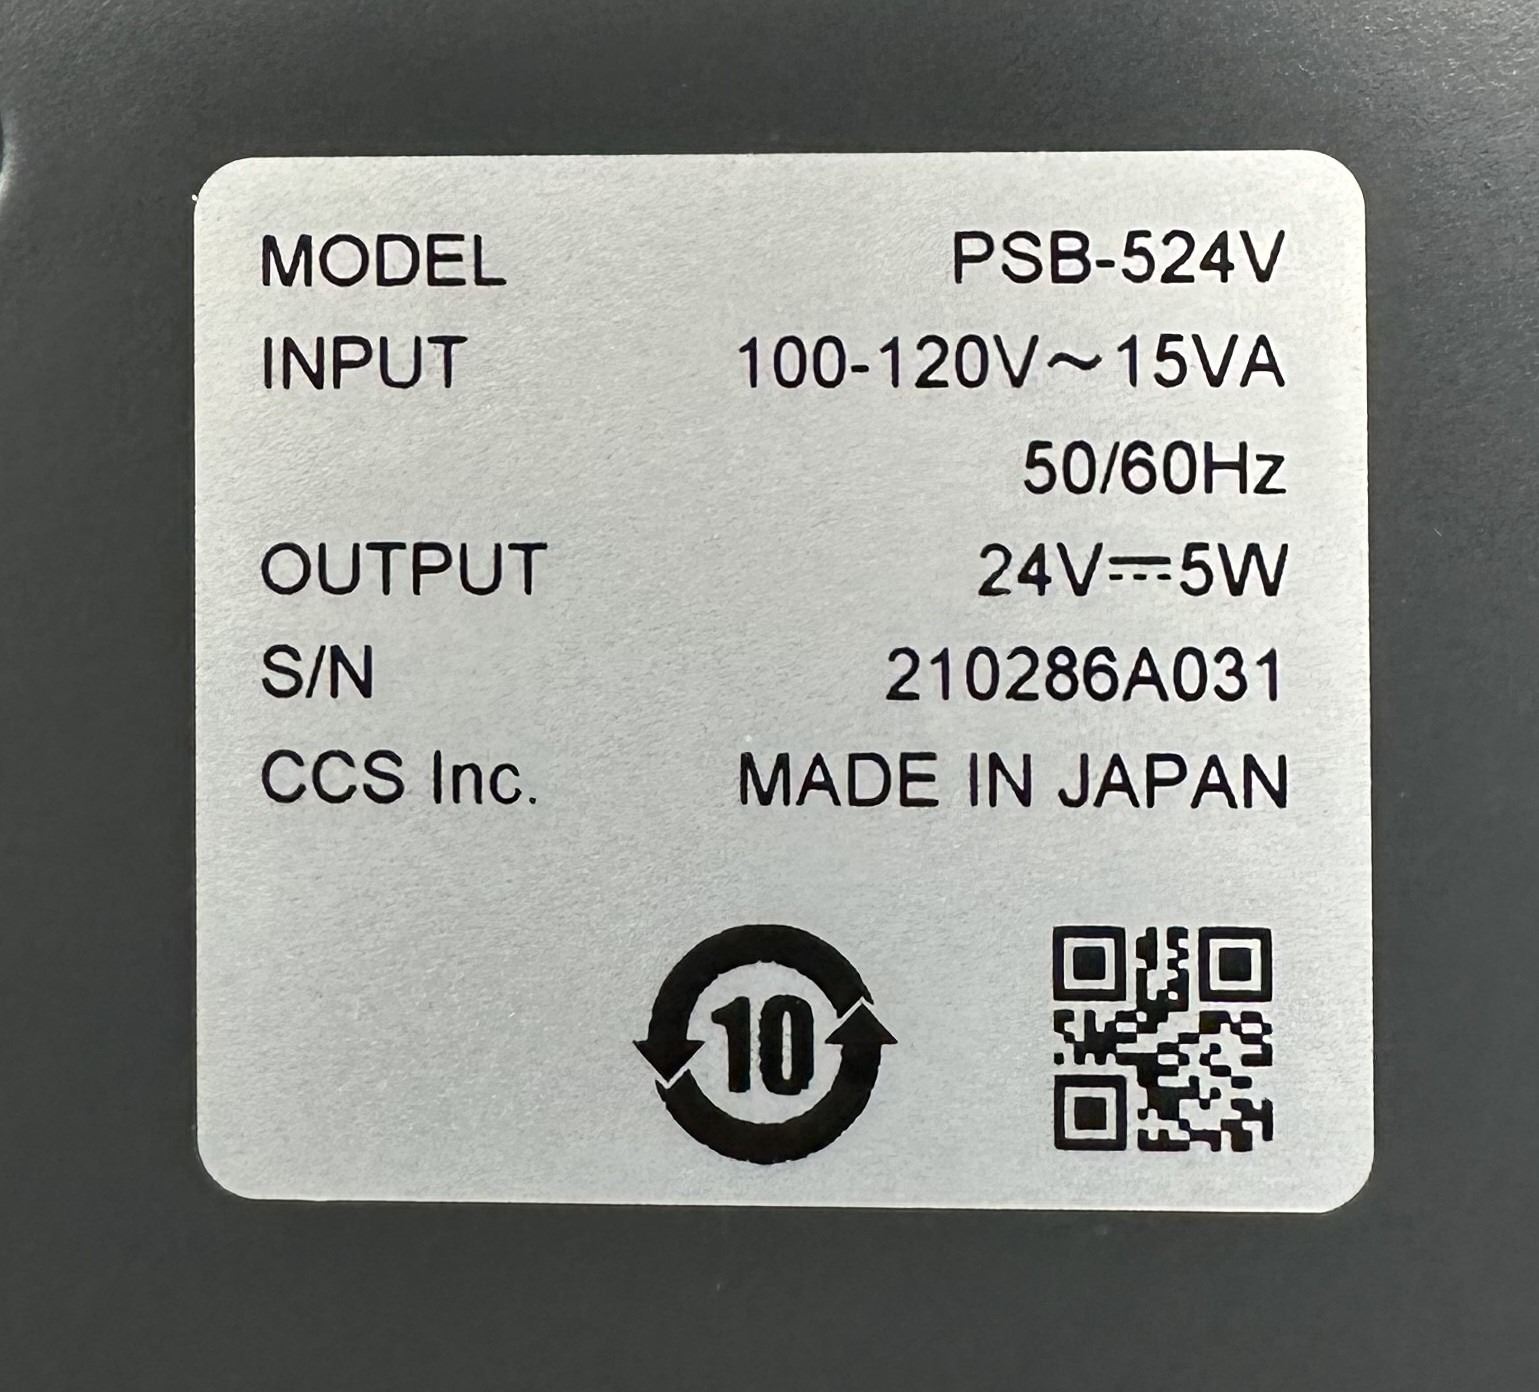 MODEL PSB-524V
INPUT 100-120V～15VA
50/60Hz
OUTPUT 24V⎓5W
S/N 210286A031
CCS Inc. MADE IN JAPAN
10